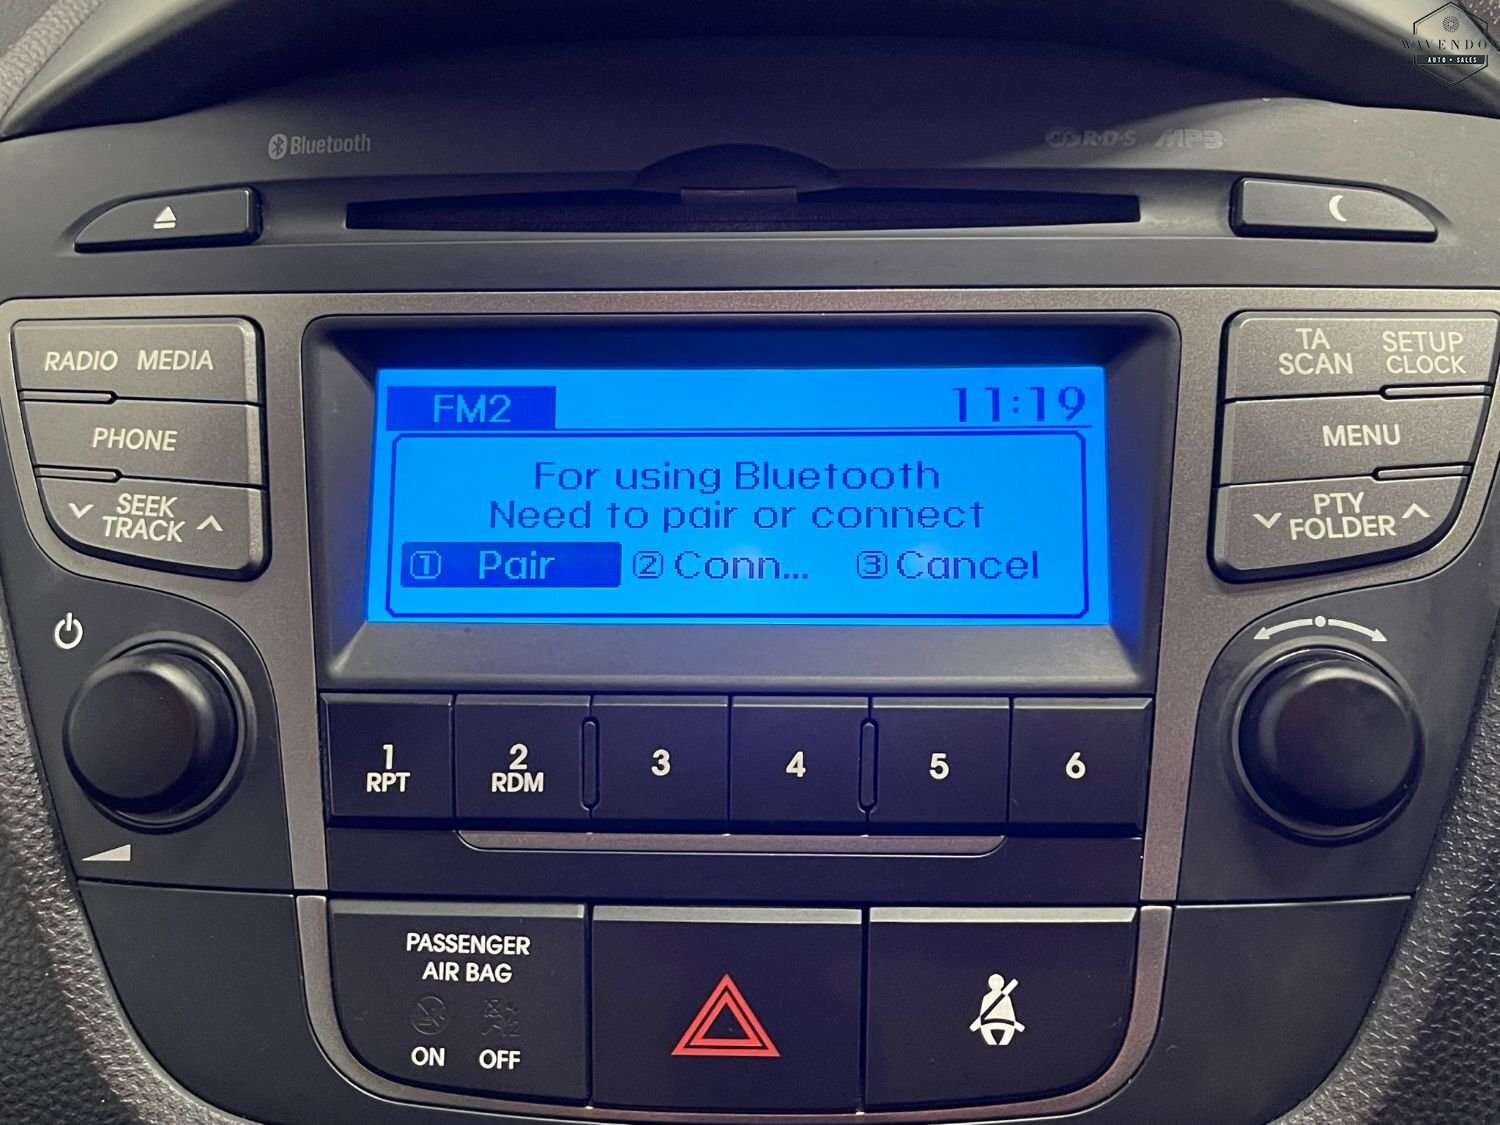 WAVENDON
AUTO • SALES
Bluetooth
R·D·S MP3
RADIO MEDIA
PHONE
SEEK
TRACK
FM2 11:19
For using Bluetooth
Need to pair or connect
1 Pair 2 Conn... 3 Cancel
TA
SCAN
SETUP
CLOCK
MENU
PTY
FOLDER
1
RPT
2
RDM
3
4
5
6
PASSENGER
AIR BAG
ON OFF